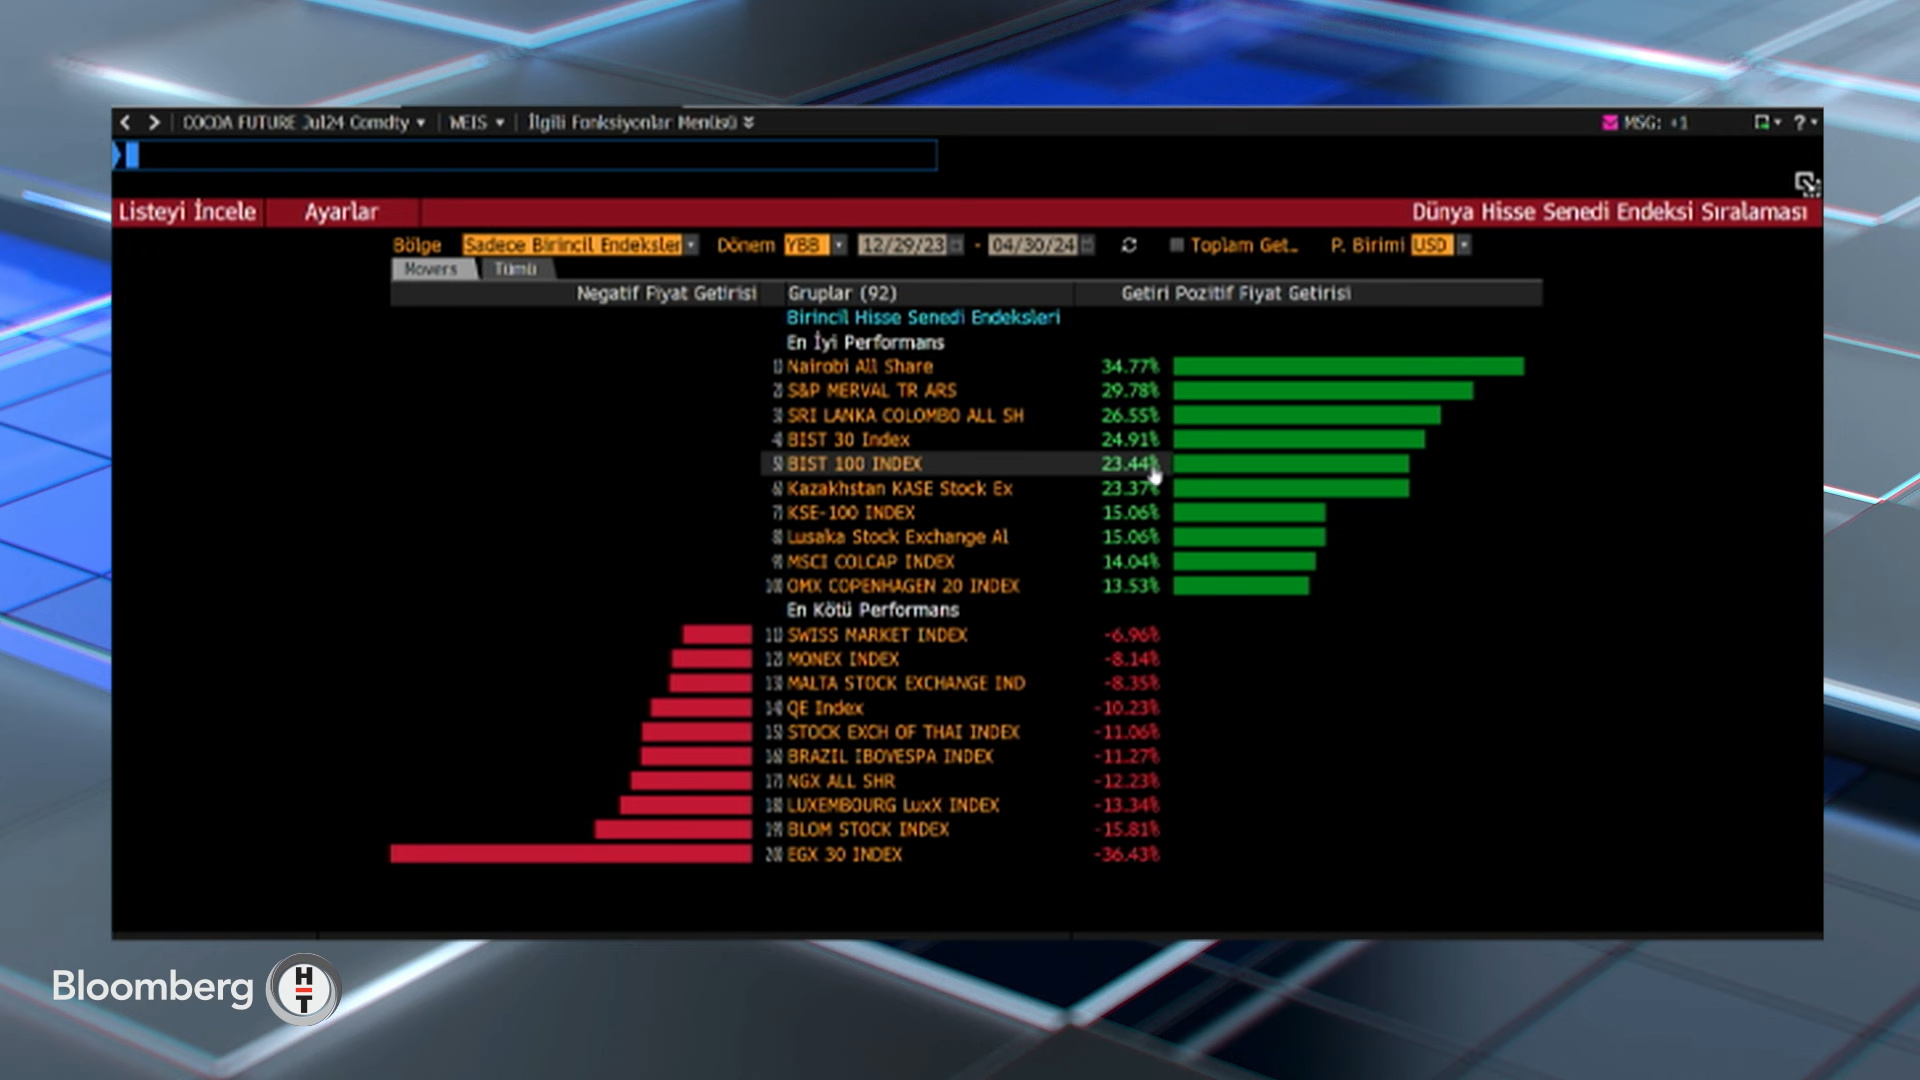 COCOA FUTURE Jul24 Comdty WEIS İlgili Fonksiyonlar Menüsü MSG: +1 ?
Listeyi İncele Ayarlar Dünya Hisse Senedi Endeksi Sıralaması
Bölge Sadece Birincil Endeksler Dönem YBB 12/29/23 - 04/30/24 Toplam Get.. P. Birimi USD
Movers Tümü
Negatif Fiyat Getirisi Gruplar (92) Getiri Pozitif Fiyat Getirisi
Birincil Hisse Senedi Endeksleri
En İyi Performans
1) Nairobi All Share 34.77%
2) S&P MERVAL TR ARS 29.78%
3) SRI LANKA COLOMBO ALL SH 26.55%
4) BIST 30 Index 24.91%
5) BIST 100 INDEX 23.44%
6) Kazakhstan KASE Stock Ex 23.37%
7) KSE-100 INDEX 15.06%
8) Lusaka Stock Exchange Al 15.06%
9) MSCI COLCAP INDEX 14.04%
10) OMX COPENHAGEN 20 INDEX 13.53%
En Kötü Performans
11) SWISS MARKET INDEX -6.96%
12) MONEX INDEX -8.14%
13) MALTA STOCK EXCHANGE IND -8.35%
14) QE Index -10.23%
15) STOCK EXCH OF THAI INDEX -11.06%
16) BRAZIL IBOVESPA INDEX -11.27%
17) NGX ALL SHR -12.23%
18) LUXEMBOURG LuxX INDEX -13.34%
19) BLOM STOCK INDEX -15.81%
20) EGX 30 INDEX -36.43%
Bloomberg HT